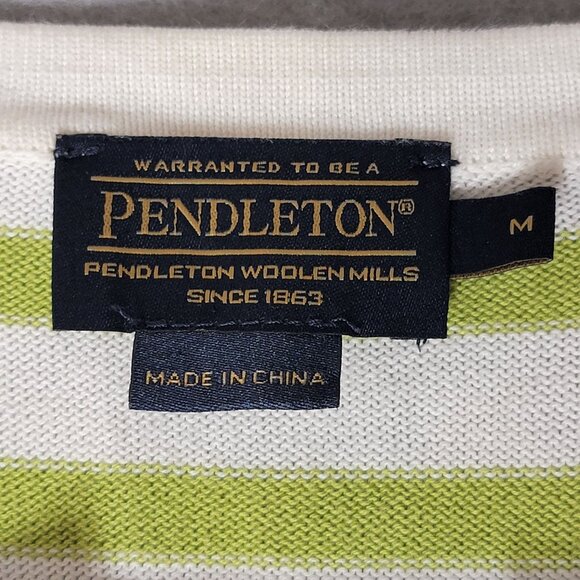 WARRANTED TO BE A
PENDLETON®
PENDLETON WOOLEN MILLS
SINCE 1863
M
MADE IN CHINA